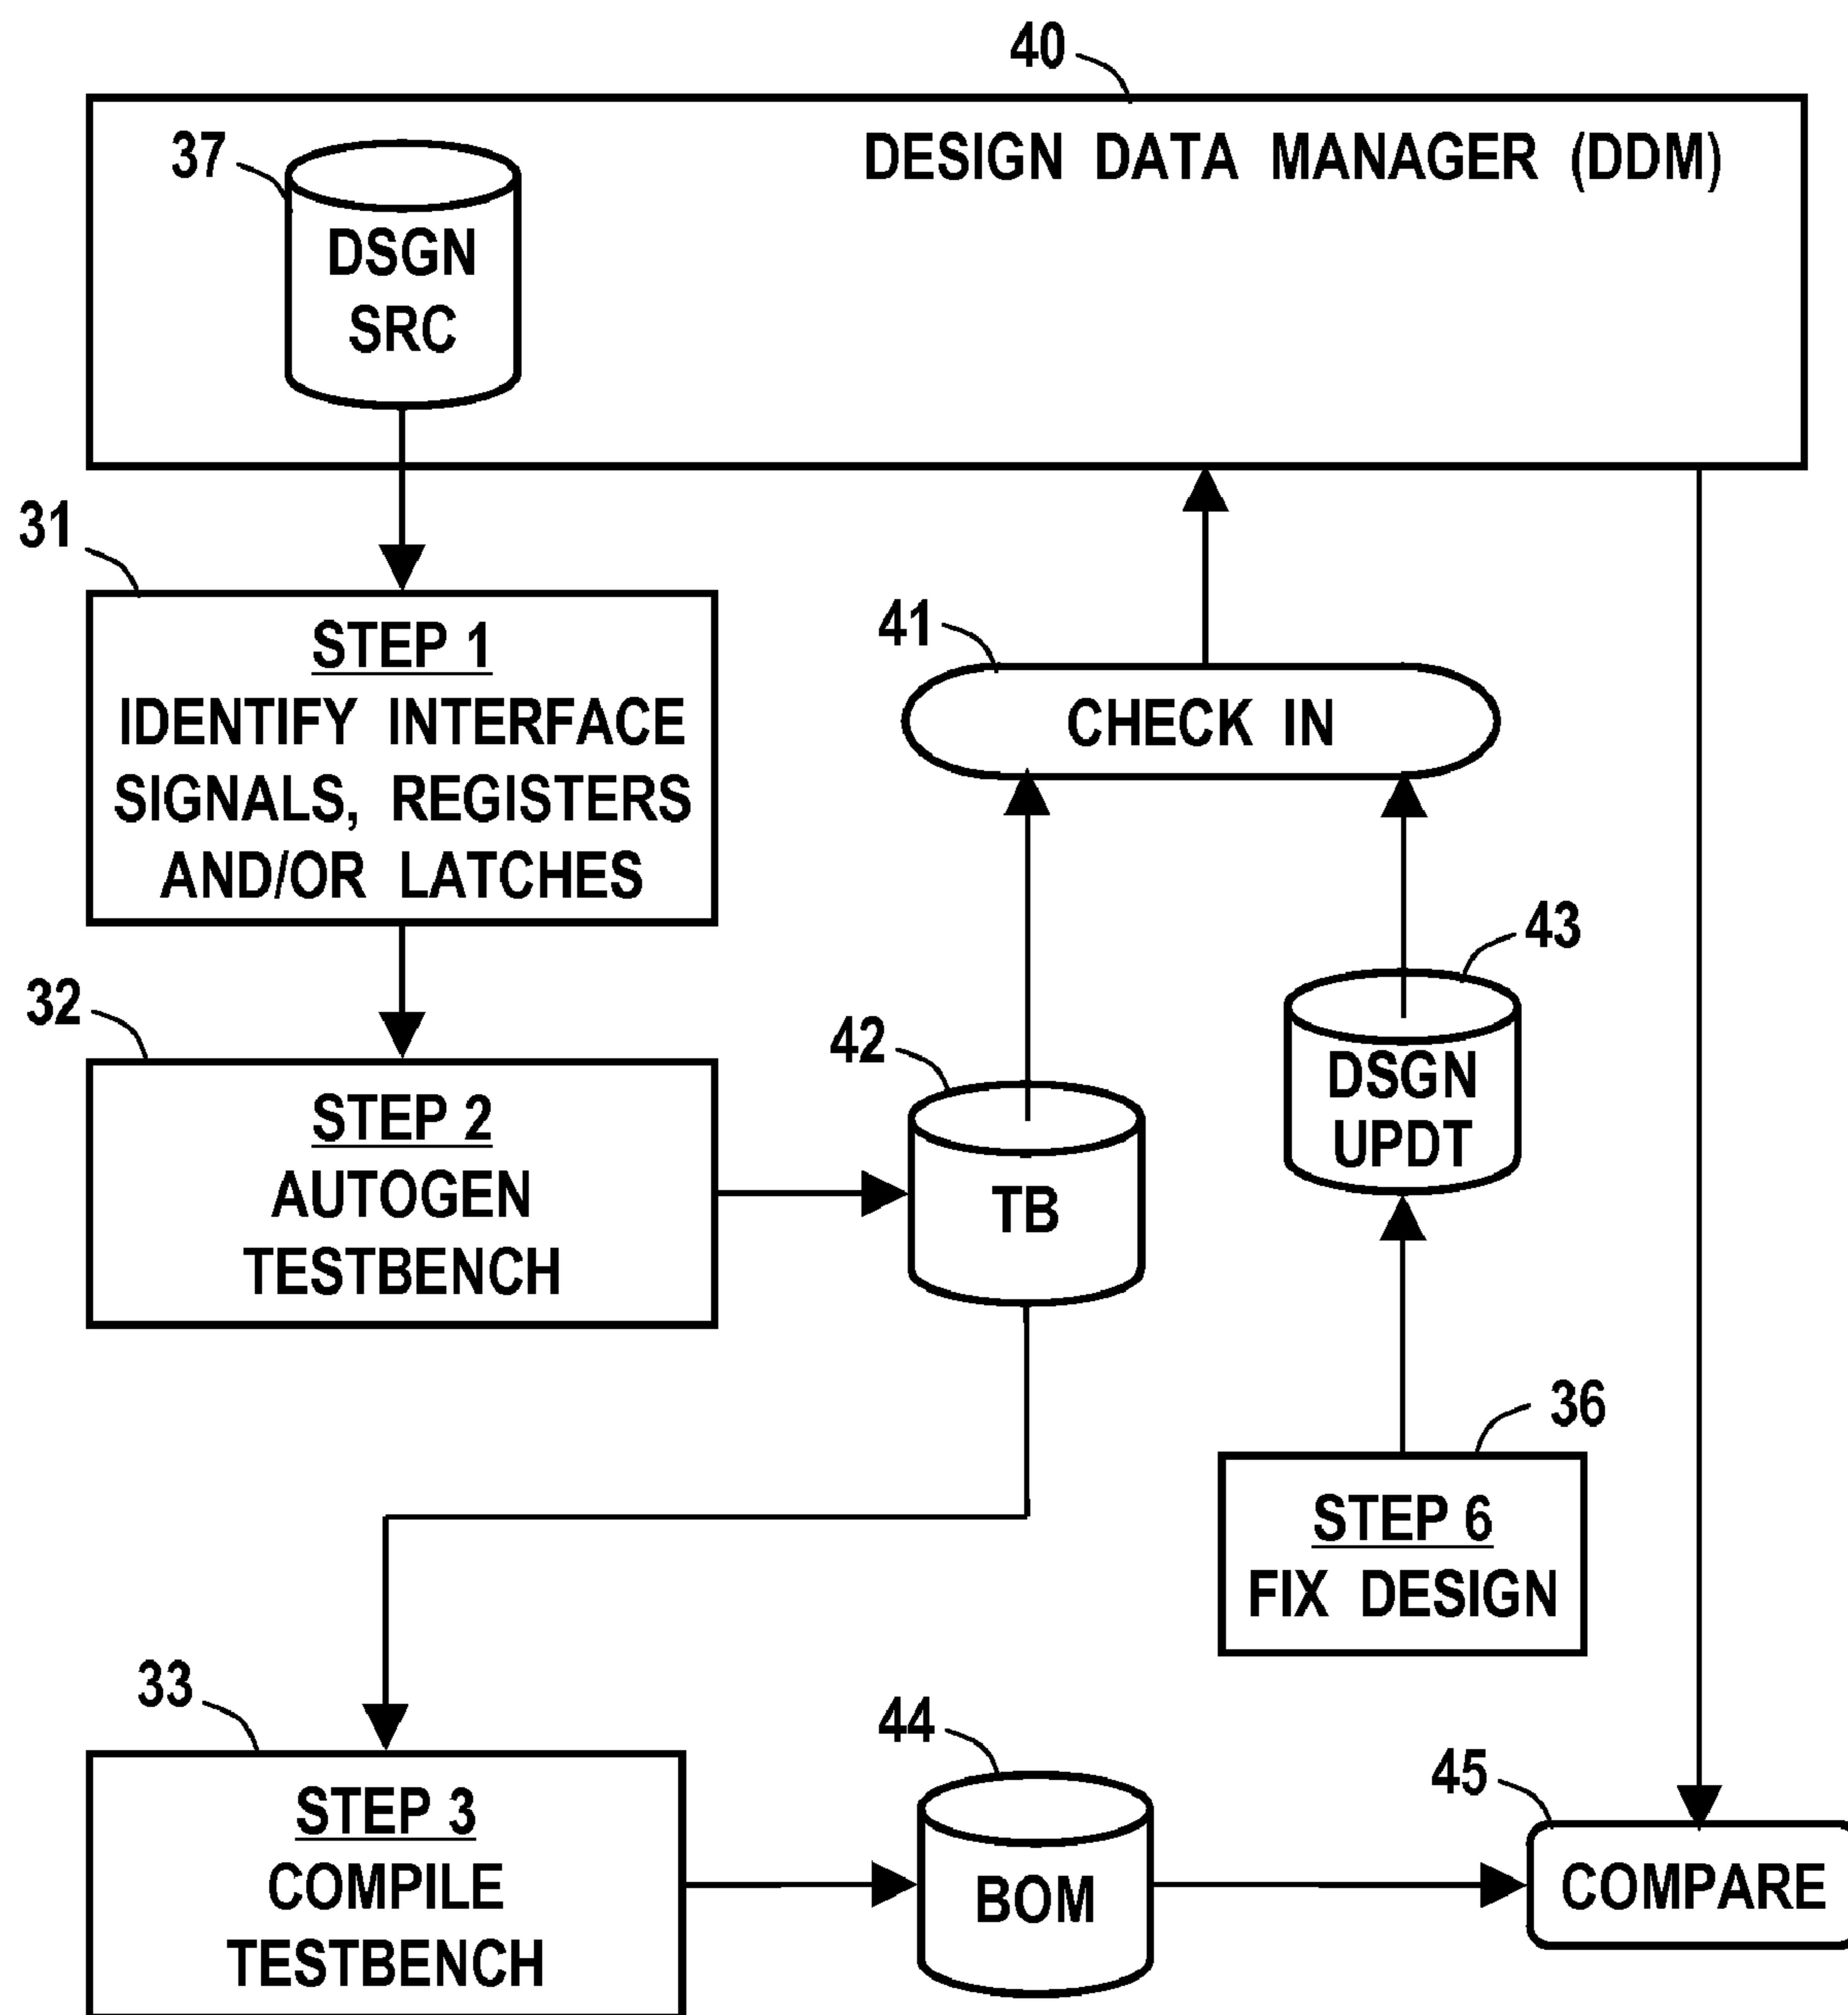 40
DESIGN DATA MANAGER (DDM)
37
DSGN
SRC
31
STEP 1
IDENTIFY INTERFACE
SIGNALS, REGISTERS
AND/OR LATCHES
41
CHECK IN
43
DSGN
UPDT
32
STEP 2
AUTOGEN
TESTBENCH
42
TB
36
STEP 6
FIX DESIGN
33
STEP 3
COMPILE
TESTBENCH
44
BOM
45
COMPARE